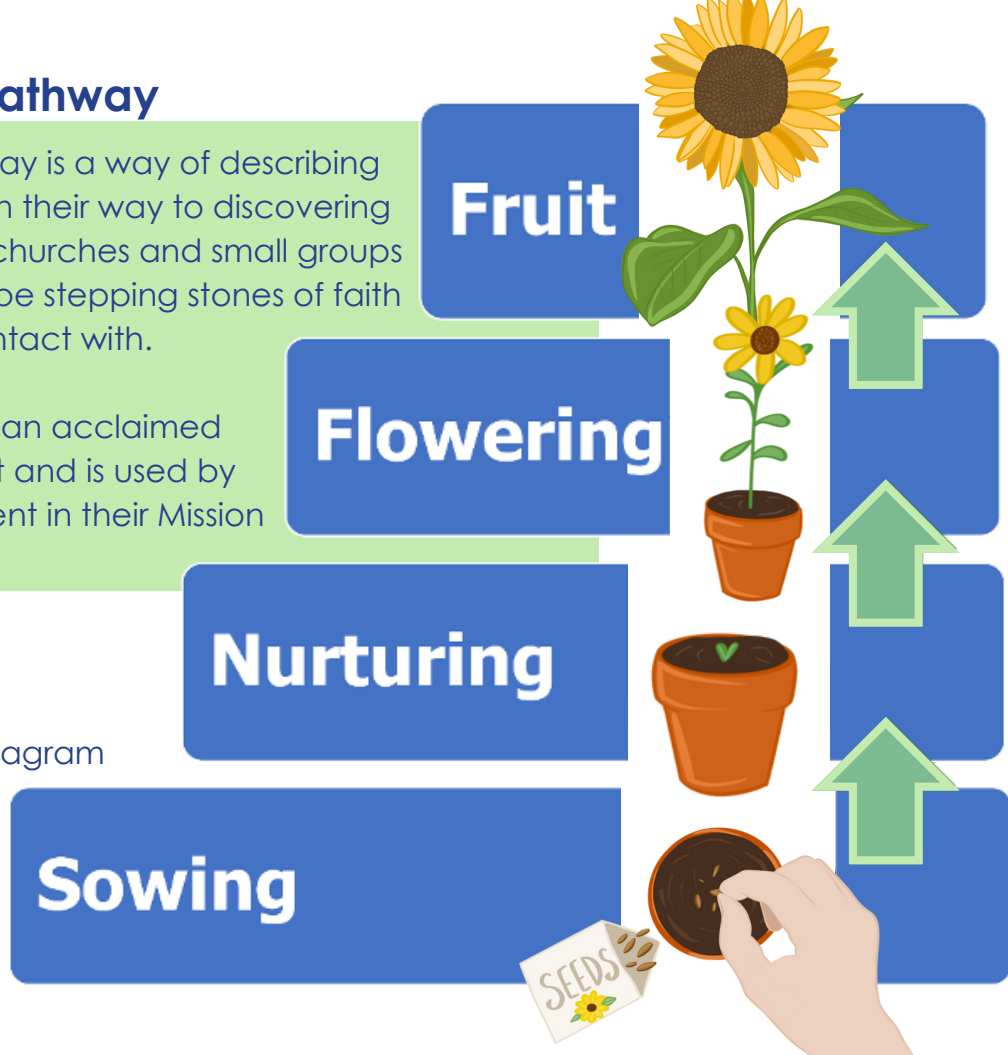 athway
ay is a way of describing
n their way to discovering
churches and small groups
be stepping stones of faith
ntact with.
an acclaimed
t and is used by
ent in their Mission
agram
Fruit
Flowering
Nurturing
Sowing
SEEDS